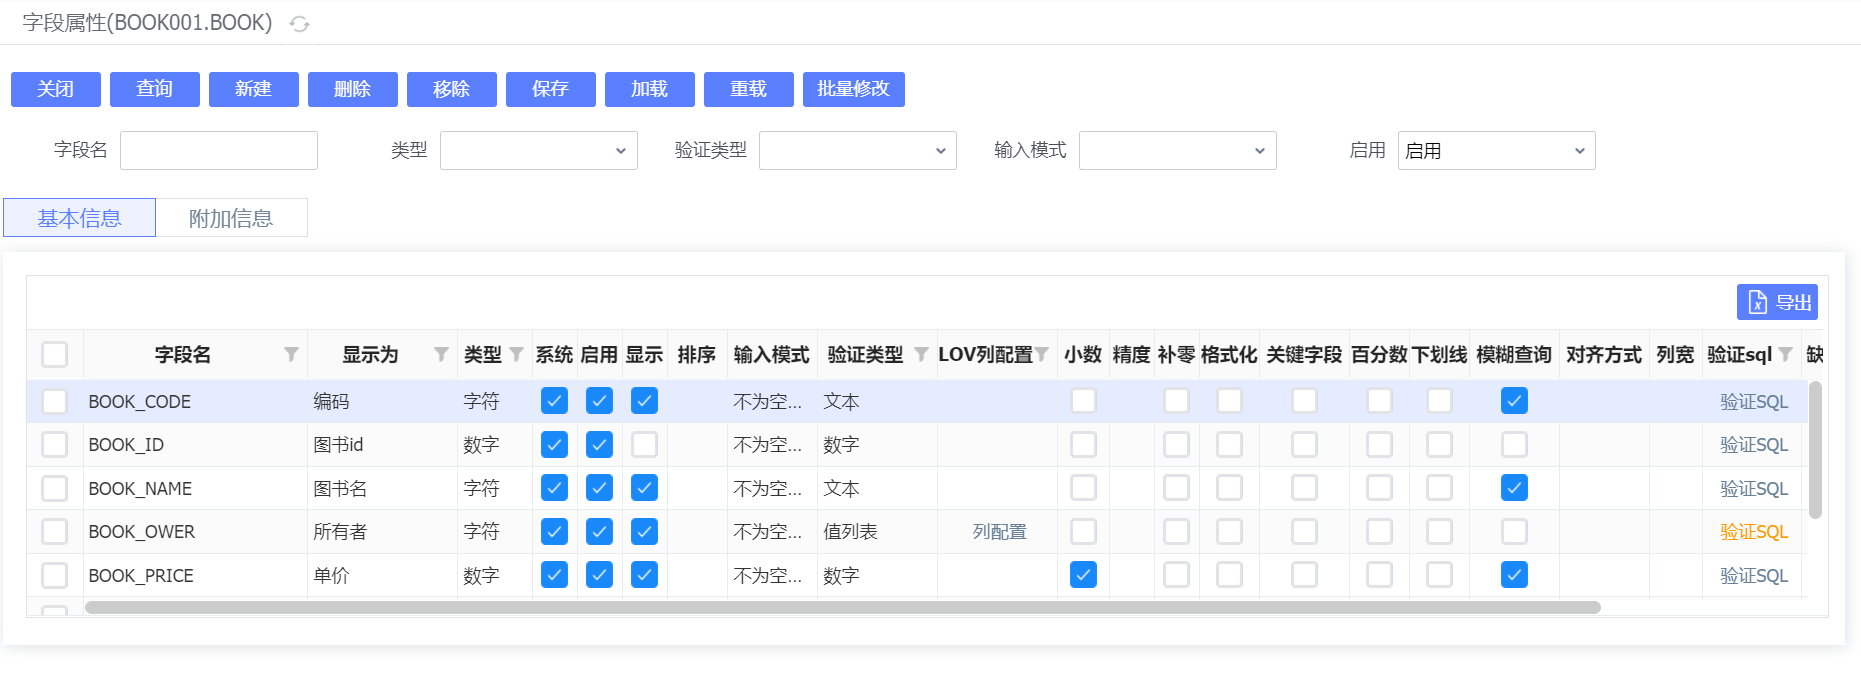 字段属性(BOOK001.BOOK)
关闭 查询 新建 删除 移除 保存 加载 重载 批量修改
字段名 类型 验证类型 输入模式 启用 启用
基本信息 附加信息
导出
字段名 显示为 类型 系统 启用 显示 排序 输入模式 验证类型 LOV列配置 小数 精度 补零 格式化 关键字段 百分数 下划线 模糊查询 对齐方式 列宽 验证sql 缺
BOOK_CODE 编码 字符 不为空... 文本 验证SQL
BOOK_ID 图书id 数字 不为空... 数字 验证SQL
BOOK_NAME 图书名 字符 不为空... 文本 验证SQL
BOOK_OWER 所有者 字符 不为空... 值列表 列配置 验证SQL
BOOK_PRICE 单价 数字 不为空... 数字 验证SQL